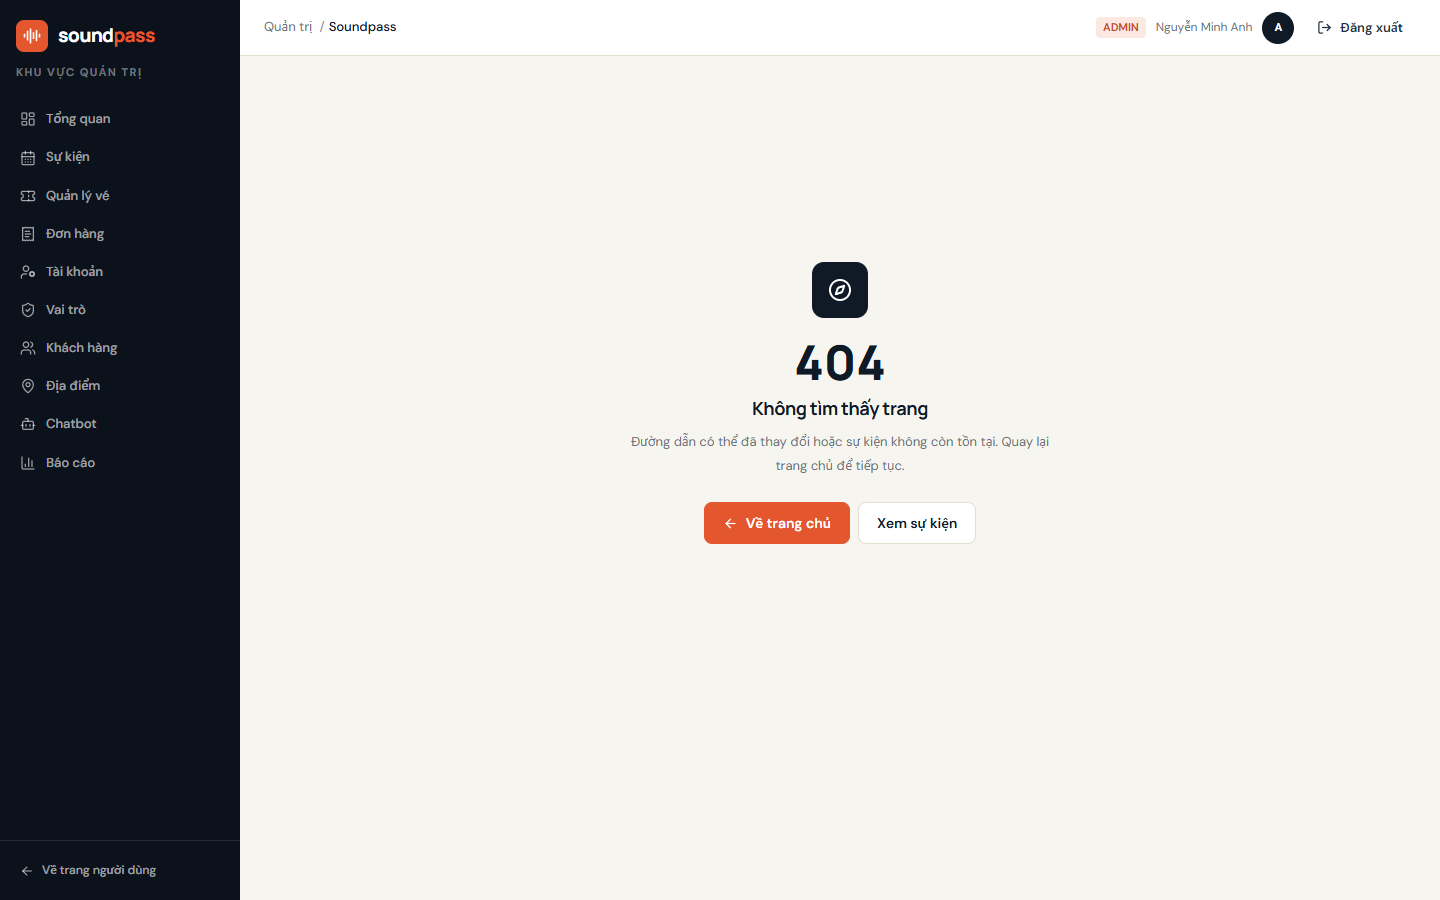 soundpass
KHU VỰC QUẢN TRỊ
Tổng quan
Sự kiện
Quản lý vé
Đơn hàng
Tài khoản
Vai trò
Khách hàng
Địa điểm
Chatbot
Báo cáo
Về trang người dùng
Quản trị / Soundpass
ADMIN Nguyễn Minh Anh A Đăng xuất
404
Không tìm thấy trang
Đường dẫn có thể đã thay đổi hoặc sự kiện không còn tồn tại. Quay lại
trang chủ để tiếp tục.
Về trang chủ Xem sự kiện